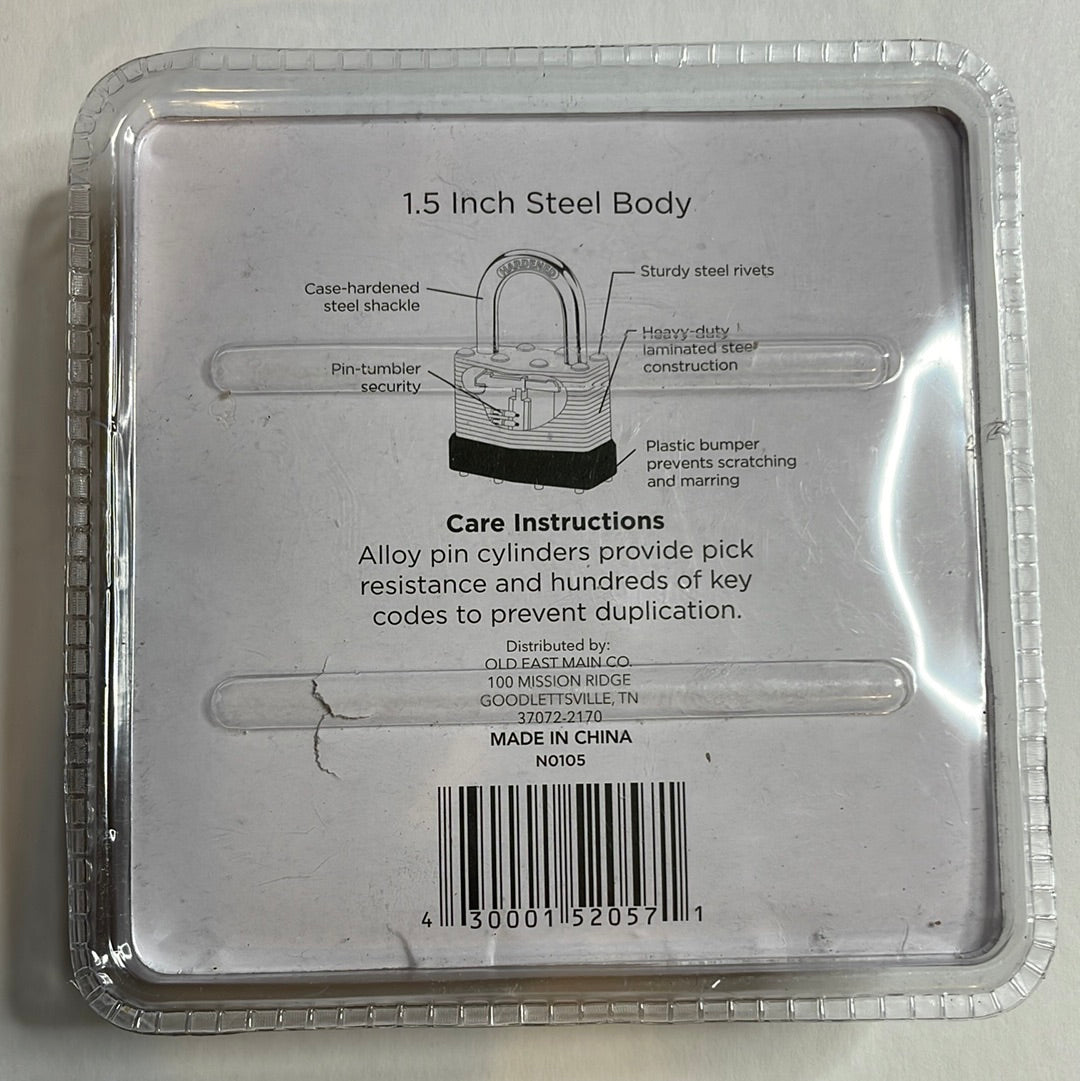 1.5 Inch Steel Body
HARDENED
Case-hardened
steel shackle
Sturdy steel rivets
Heavy-duty
laminated steel
construction
Pin-tumbler
security
Plastic bumper
prevents scratching
and marring
Care Instructions
Alloy pin cylinders provide pick
resistance and hundreds of key
codes to prevent duplication.
Distributed by:
OLD EAST MAIN CO.
100 MISSION RIDGE
GOODLETTSVILLE, TN
37072-2170
MADE IN CHINA
N0105
4 30001 52057 1